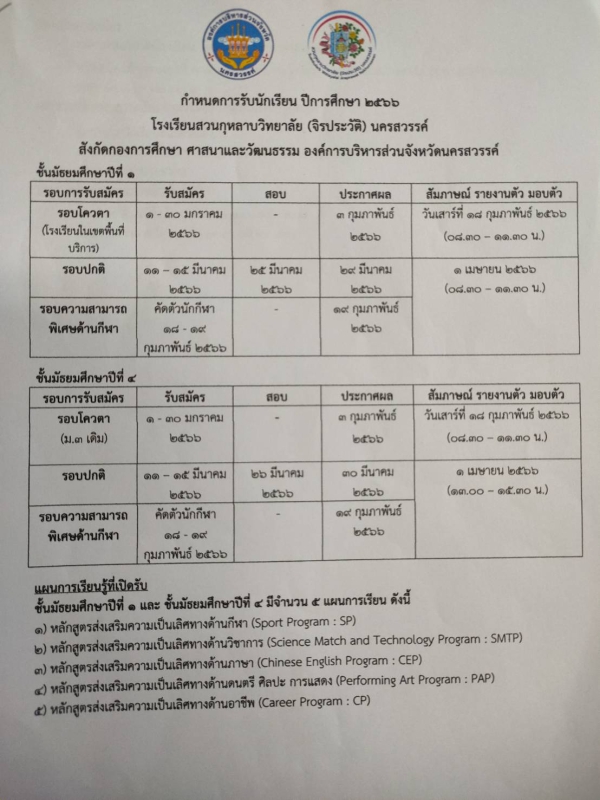 องค์การบริหารส่วนจังหวัด
นครสวรรค์
กำหนดการรับนักเรียน ปีการศึกษา ๒๕๖๖
โรงเรียนสวนกุหลาบวิทยาลัย (จิรประวัติ) นครสวรรค์
สังกัดกองการศึกษา ศาสนาและวัฒนธรรม องค์การบริหารส่วนจังหวัดนครสวรรค์
ชั้นมัธยมศึกษาปีที่ ๑
รอบการรับสมัคร รับสมัคร สอบ ประกาศผล สัมภาษณ์ รายงานตัว มอบตัว
รอบโควตา ๑ - ๓๐ มกราคม - ๓ กุมภาพันธ์ วันเสาร์ที่ ๑๘ กุมภาพันธ์ ๒๕๖๖
(โรงเรียนในเขตพื้นที่ ๒๕๖๖ ๒๕๖๖ (๐๘.๓๐ – ๑๑.๓๐ น.)
บริการ)
รอบปกติ ๑๑ – ๑๕ มีนาคม ๒๕ มีนาคม ๒๙ มีนาคม ๑ เมษายน ๒๕๖๖
๒๕๖๖ ๒๕๖๖ ๒๕๖๖ (๐๘.๓๐ – ๑๑.๓๐ น.)
รอบความสามารถ คัดตัวนักกีฬา - ๑๙ กุมภาพันธ์
พิเศษด้านกีฬา ๑๘ - ๑๙ ๒๕๖๖
กุมภาพันธ์ ๒๕๖๖
ชั้นมัธยมศึกษาปีที่ ๔
รอบการรับสมัคร รับสมัคร สอบ ประกาศผล สัมภาษณ์ รายงานตัว มอบตัว
รอบโควตา ๑ - ๓๐ มกราคม - ๓ กุมภาพันธ์ วันเสาร์ที่ ๑๘ กุมภาพันธ์ ๒๕๖๖
(ม.๓ เดิม) ๒๕๖๖ ๒๕๖๖ (๐๘.๓๐ – ๑๑.๓๐ น.)
รอบปกติ ๑๑ – ๑๕ มีนาคม ๒๖ มีนาคม ๓๐ มีนาคม ๑ เมษายน ๒๕๖๖
๒๕๖๖ ๒๕๖๖ ๒๕๖๖ (๑๓.๐๐ – ๑๕.๓๐ น.)
รอบความสามารถ คัดตัวนักกีฬา - ๑๙ กุมภาพันธ์
พิเศษด้านกีฬา ๑๘ - ๑๙ ๒๕๖๖
กุมภาพันธ์ ๒๕๖๖
แผนการเรียนรู้ที่เปิดรับ
ชั้นมัธยมศึกษาปีที่ ๑ และ ชั้นมัธยมศึกษาปีที่ ๔ มีจำนวน ๕ แผนการเรียน ดังนี้
๑) หลักสูตรส่งเสริมความเป็นเลิศทางด้านกีฬา (Sport Program : SP)
๒) หลักสูตรส่งเสริมความเป็นเลิศทางด้านวิชาการ (Science Match and Technology Program : SMTP)
๓) หลักสูตรส่งเสริมความเป็นเลิศทางด้านภาษา (Chinese English Program : CEP)
๔) หลักสูตรส่งเสริมความเป็นเลิศทางด้านดนตรี ศิลปะ การแสดง (Performing Art Program : PAP)
๕) หลักสูตรส่งเสริมความเป็นเลิศทางด้านอาชีพ (Career Program : CP)